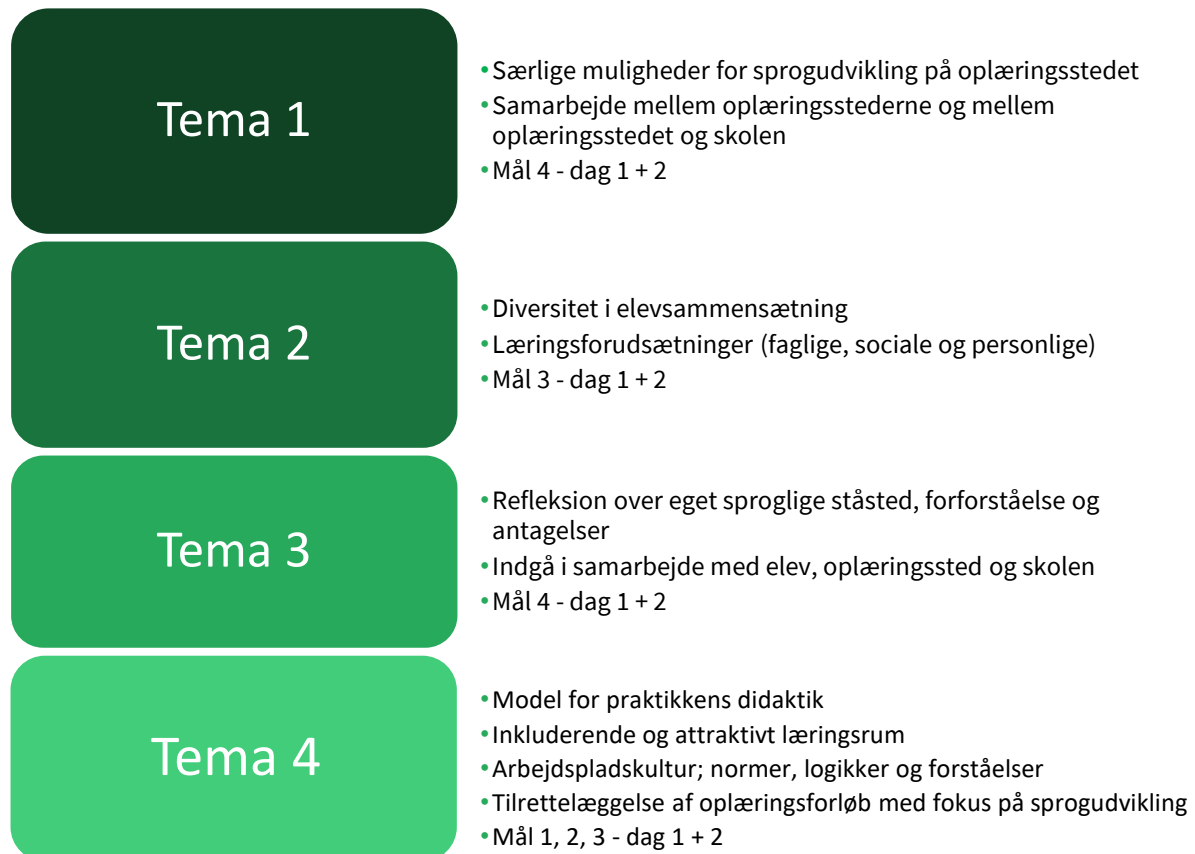 Tema 1
•Særlige muligheder for sprogudvikling på oplæringsstedet
•Samarbejde mellem oplæringsstederne og mellem
oplæringsstedet og skolen
•Mål 4 - dag 1 + 2
Tema 2
•Diversitet i elevsammensætning
•Læringsforudsætninger (faglige, sociale og personlige)
•Mål 3 - dag 1 + 2
Tema 3
•Refleksion over eget sproglige ståsted, forforståelse og
antagelser
•Indgå i samarbejde med elev, oplæringssted og skolen
•Mål 4 - dag 1 + 2
Tema 4
•Model for praktikkens didaktik
•Inkluderende og attraktivt læringsrum
•Arbejdspladskultur; normer, logikker og forståelser
•Tilrettelæggelse af oplæringsforløb med fokus på sprogudvikling
•Mål 1, 2, 3 - dag 1 + 2